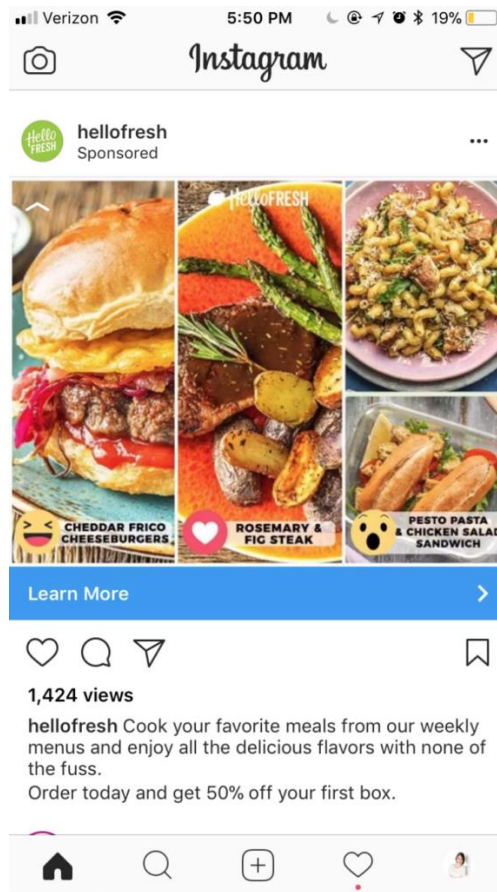 Verizon 5:50 PM 19%
Instagram
Hello
FRESH
hellofresh
Sponsored
HelloFRESH
CHEDDAR FRICO
CHEESEBURGERS
ROSEMARY &
FIG STEAK
PESTO PASTA
& CHICKEN SALAD
SANDWICH
Learn More
1,424 views
hellofresh Cook your favorite meals from our weekly
menus and enjoy all the delicious flavors with none of
the fuss.
Order today and get 50% off your first box.